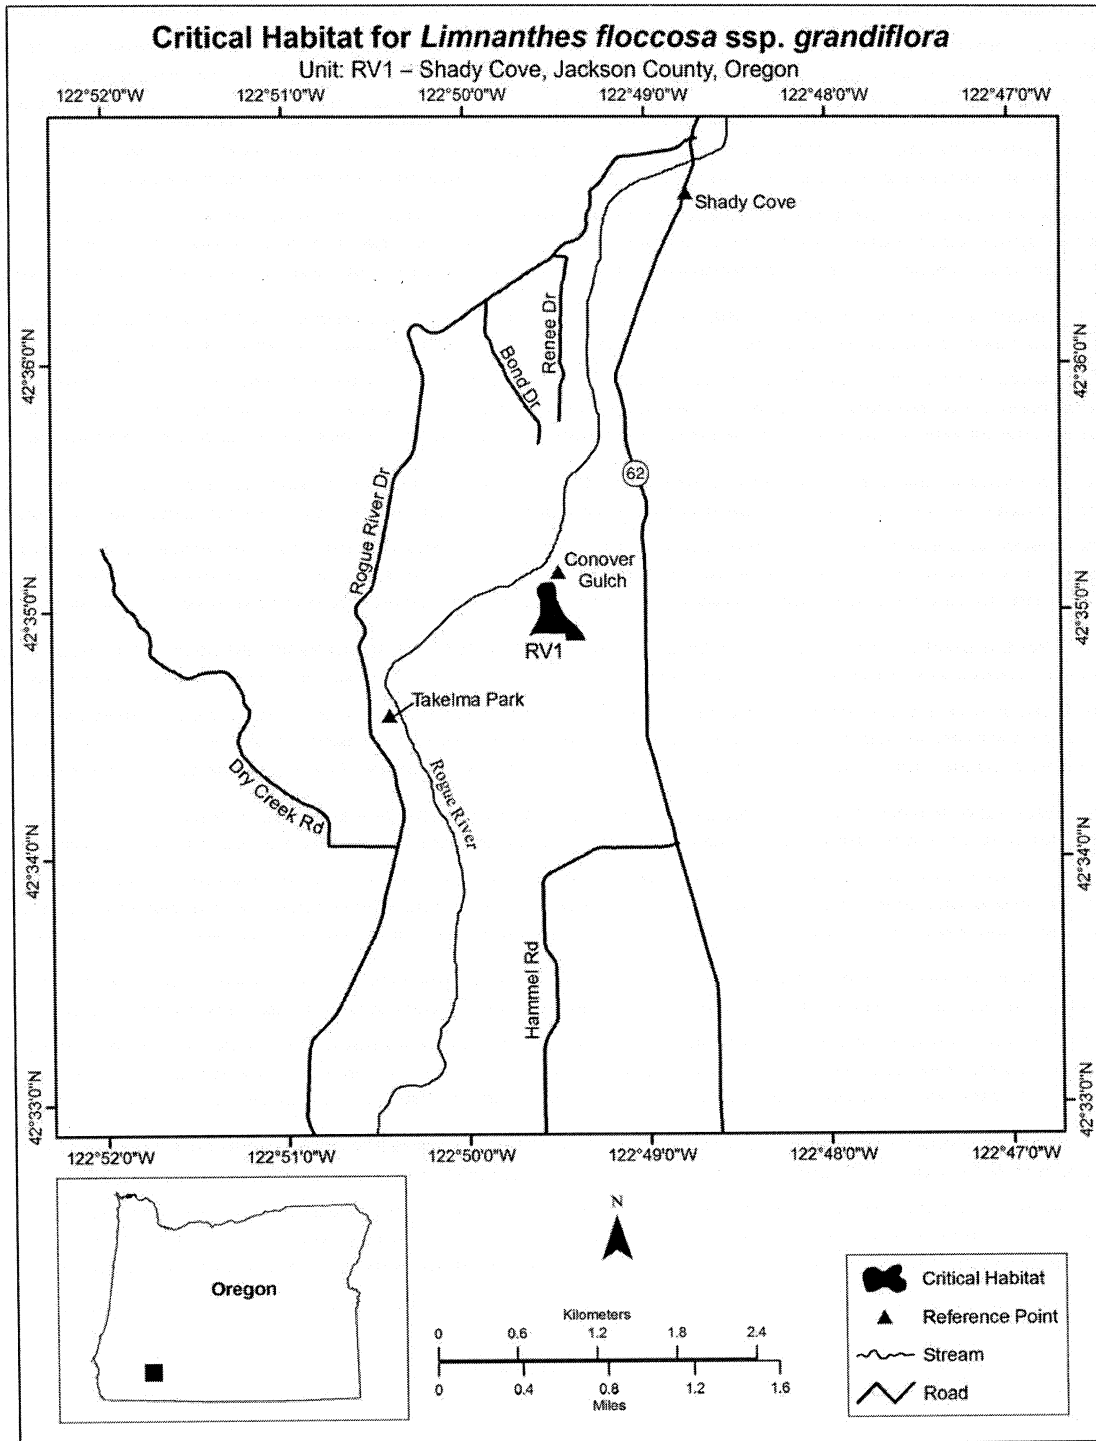 Critical Habitat for Limnanthes floccosa ssp. grandiflora
Unit: RV1 – Shady Cove, Jackson County, Oregon
122°52'0"W 122°51'0"W 122°50'0"W 122°49'0"W 122°48'0"W 122°47'0"W
Shady Cove
Renee Dr
Bond Dr
42°36'0"N
42°36'0"N
62
Rogue River Dr
Conover
Gulch
42°35'0"N
42°35'0"N
RV1
Takelma Park
Dry Creek Rd
Rogue River
42°34'0"N
42°34'0"N
Hammel Rd
42°33'0"N
42°33'0"N
122°52'0"W 122°51'0"W 122°50'0"W 122°49'0"W 122°48'0"W 122°47'0"W
Oregon
N
Kilometers
0 0.6 1.2 1.8 2.4
0 0.4 0.8 1.2 1.6
Miles
Critical Habitat
Reference Point
Stream
Road